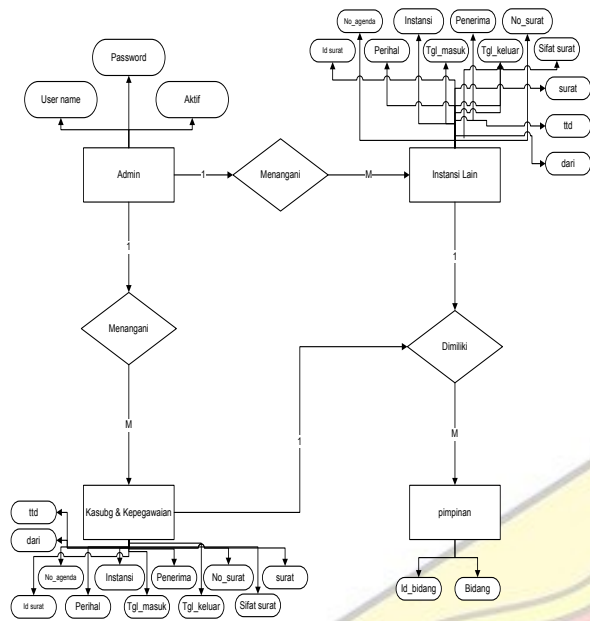 No_agenda
Instansi
Penerima
No_surat
Id surat
Perihal
Tgl_masuk
Tgl_keluar
Sifat surat
Password
surat
User name
Aktif
ttd
dari
Admin
1
Menangani
M
Instansi Lain
1
1
Menangani
Dimiliki
1
M
M
Kasubg & Kepegawaian
pimpinan
ttd
dari
No_agenda
Instansi
Penerima
No_surat
surat
Id surat
Perihal
Tgl_masuk
Tgl_keluar
Sifat surat
Id_bidang
Bidang